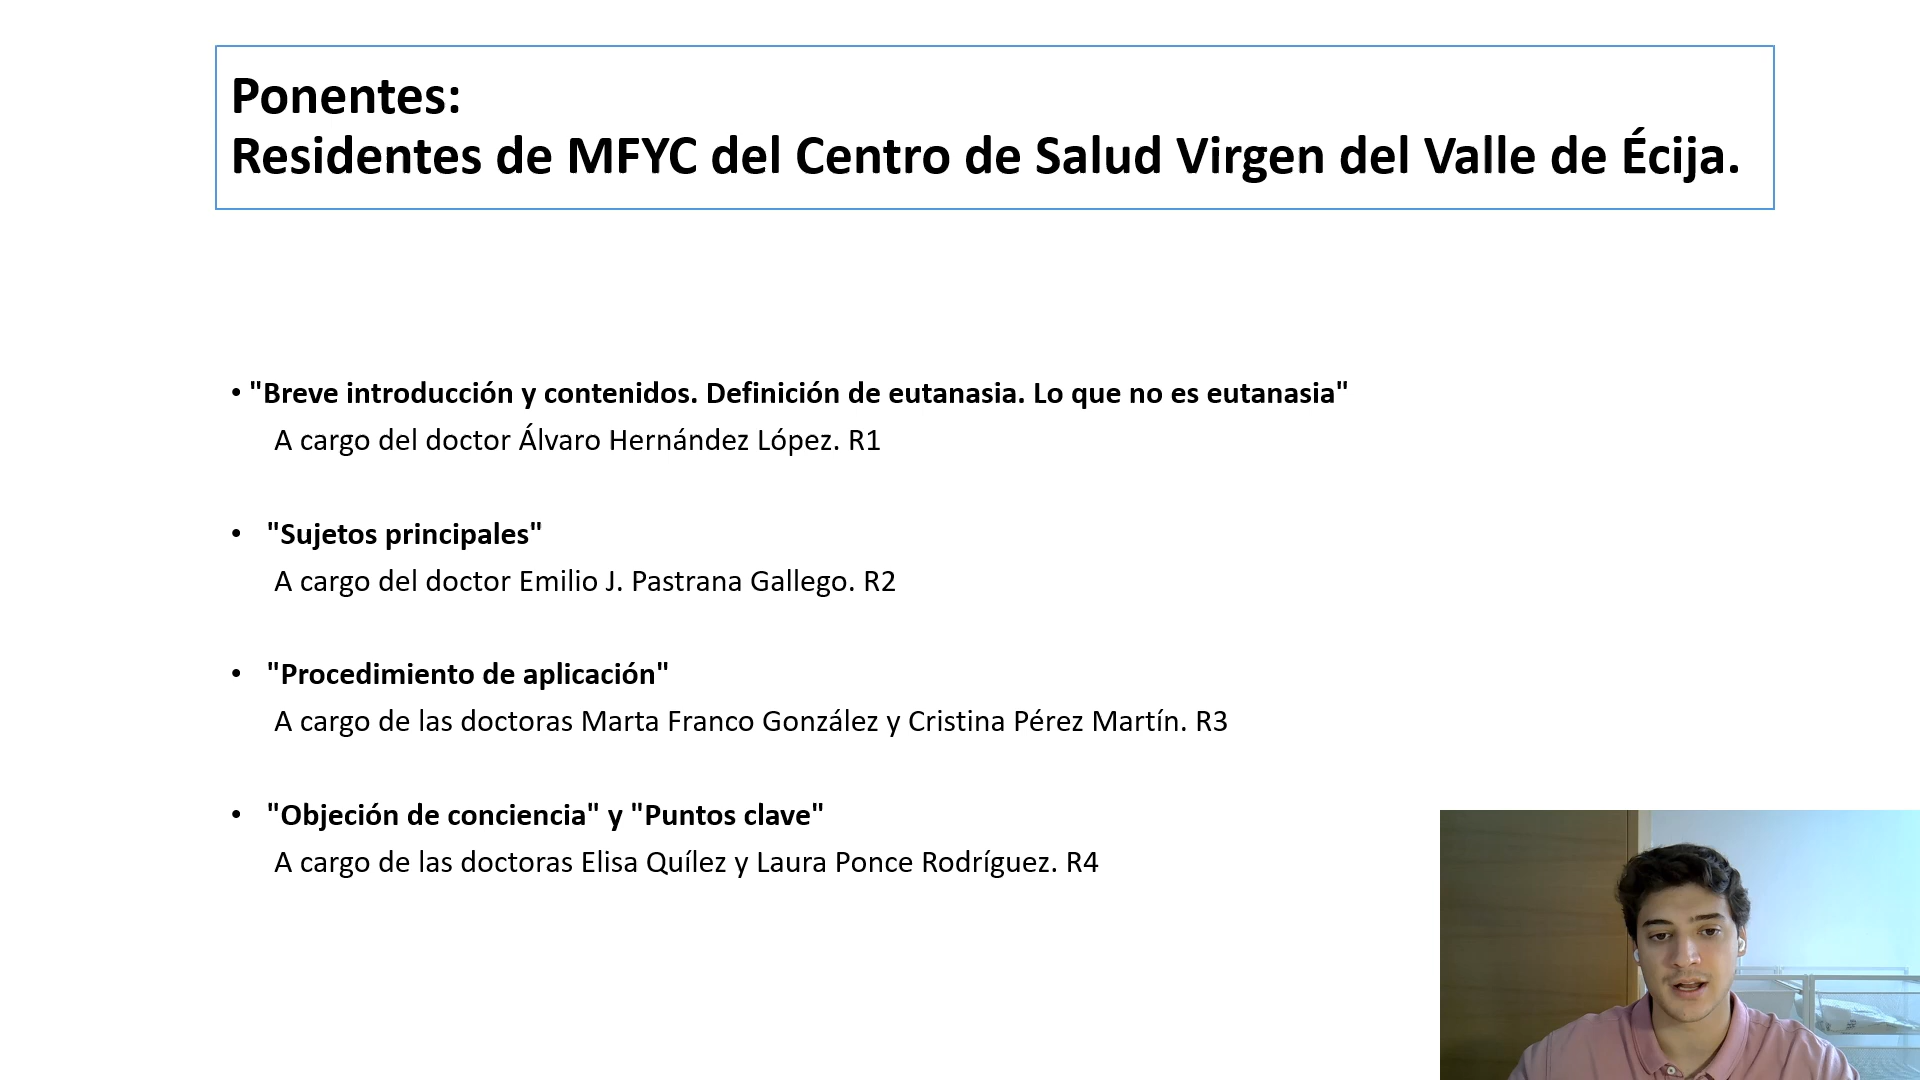 Ponentes:
Residentes de MFYC del Centro de Salud Virgen del Valle de Écija.
• "Breve introducción y contenidos. Definición de eutanasia. Lo que no es eutanasia"
A cargo del doctor Álvaro Hernández López. R1
• "Sujetos principales"
A cargo del doctor Emilio J. Pastrana Gallego. R2
• "Procedimiento de aplicación"
A cargo de las doctoras Marta Franco González y Cristina Pérez Martín. R3
• "Objeción de conciencia" y "Puntos clave"
A cargo de las doctoras Elisa Quílez y Laura Ponce Rodríguez. R4